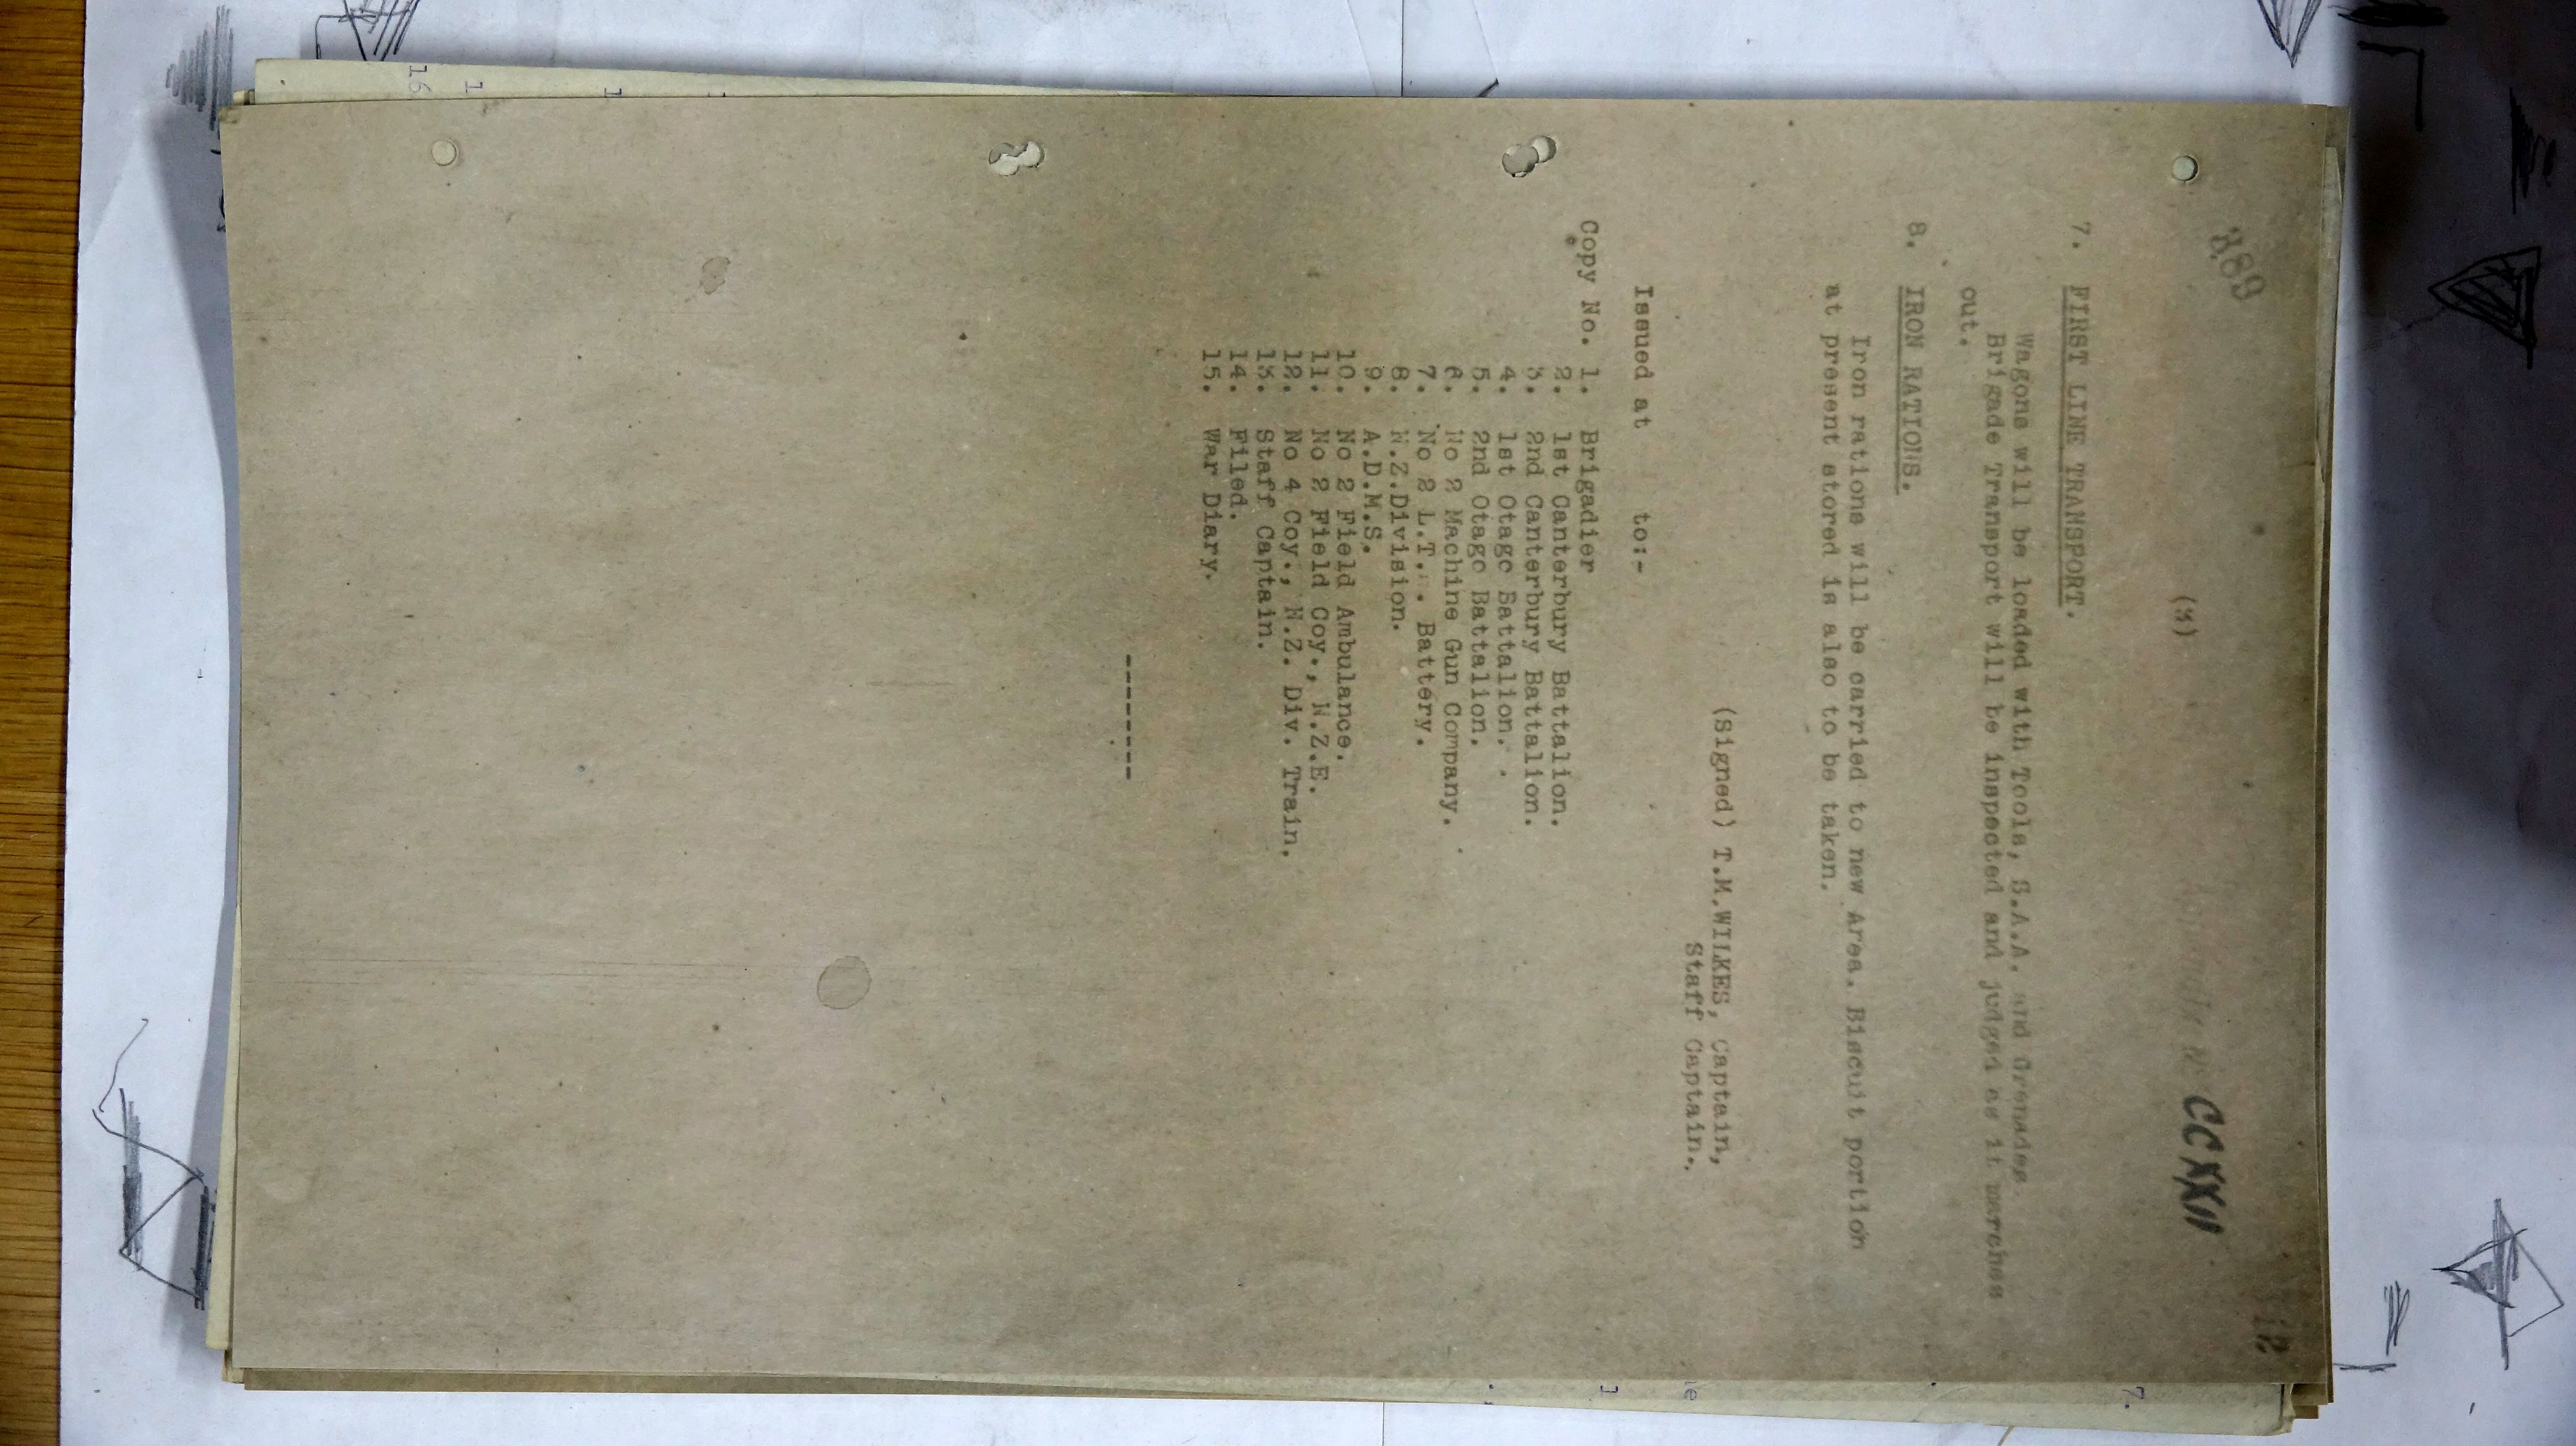 389
(3)
Appendix No CCXXII
12
7. FIRST LINE TRANSPORT.
Wagons will be loaded with Tools, S.A.A. and Grenades.
Brigade Transport will be inspected and judged as it marches
out.
8. IRON RATIONS.
Iron rations will be carried to new Area. Biscuit portion
at present stored is also to be taken.
(Signed) T.M.WILKES, Captain,
Staff Captain.
Issued at to:-
Copy No. 1. Brigadier
2. 1st Canterbury Battalion.
3. 2nd Canterbury Battalion.
4. 1st Otago Battalion.
5. 2nd Otago Battalion.
6. No 2 Machine Gun Company.
7. No 2 L.T. . Battery.
8. N.Z.Division.
9. A.D.M.S.
10. No 2 Field Ambulance.
11. No 2 Field Coy., N.Z.E.
12. No 4 Coy., N.Z. Div. Train.
13. Staff Captain.
14. Filed.
15. War Diary.
-------